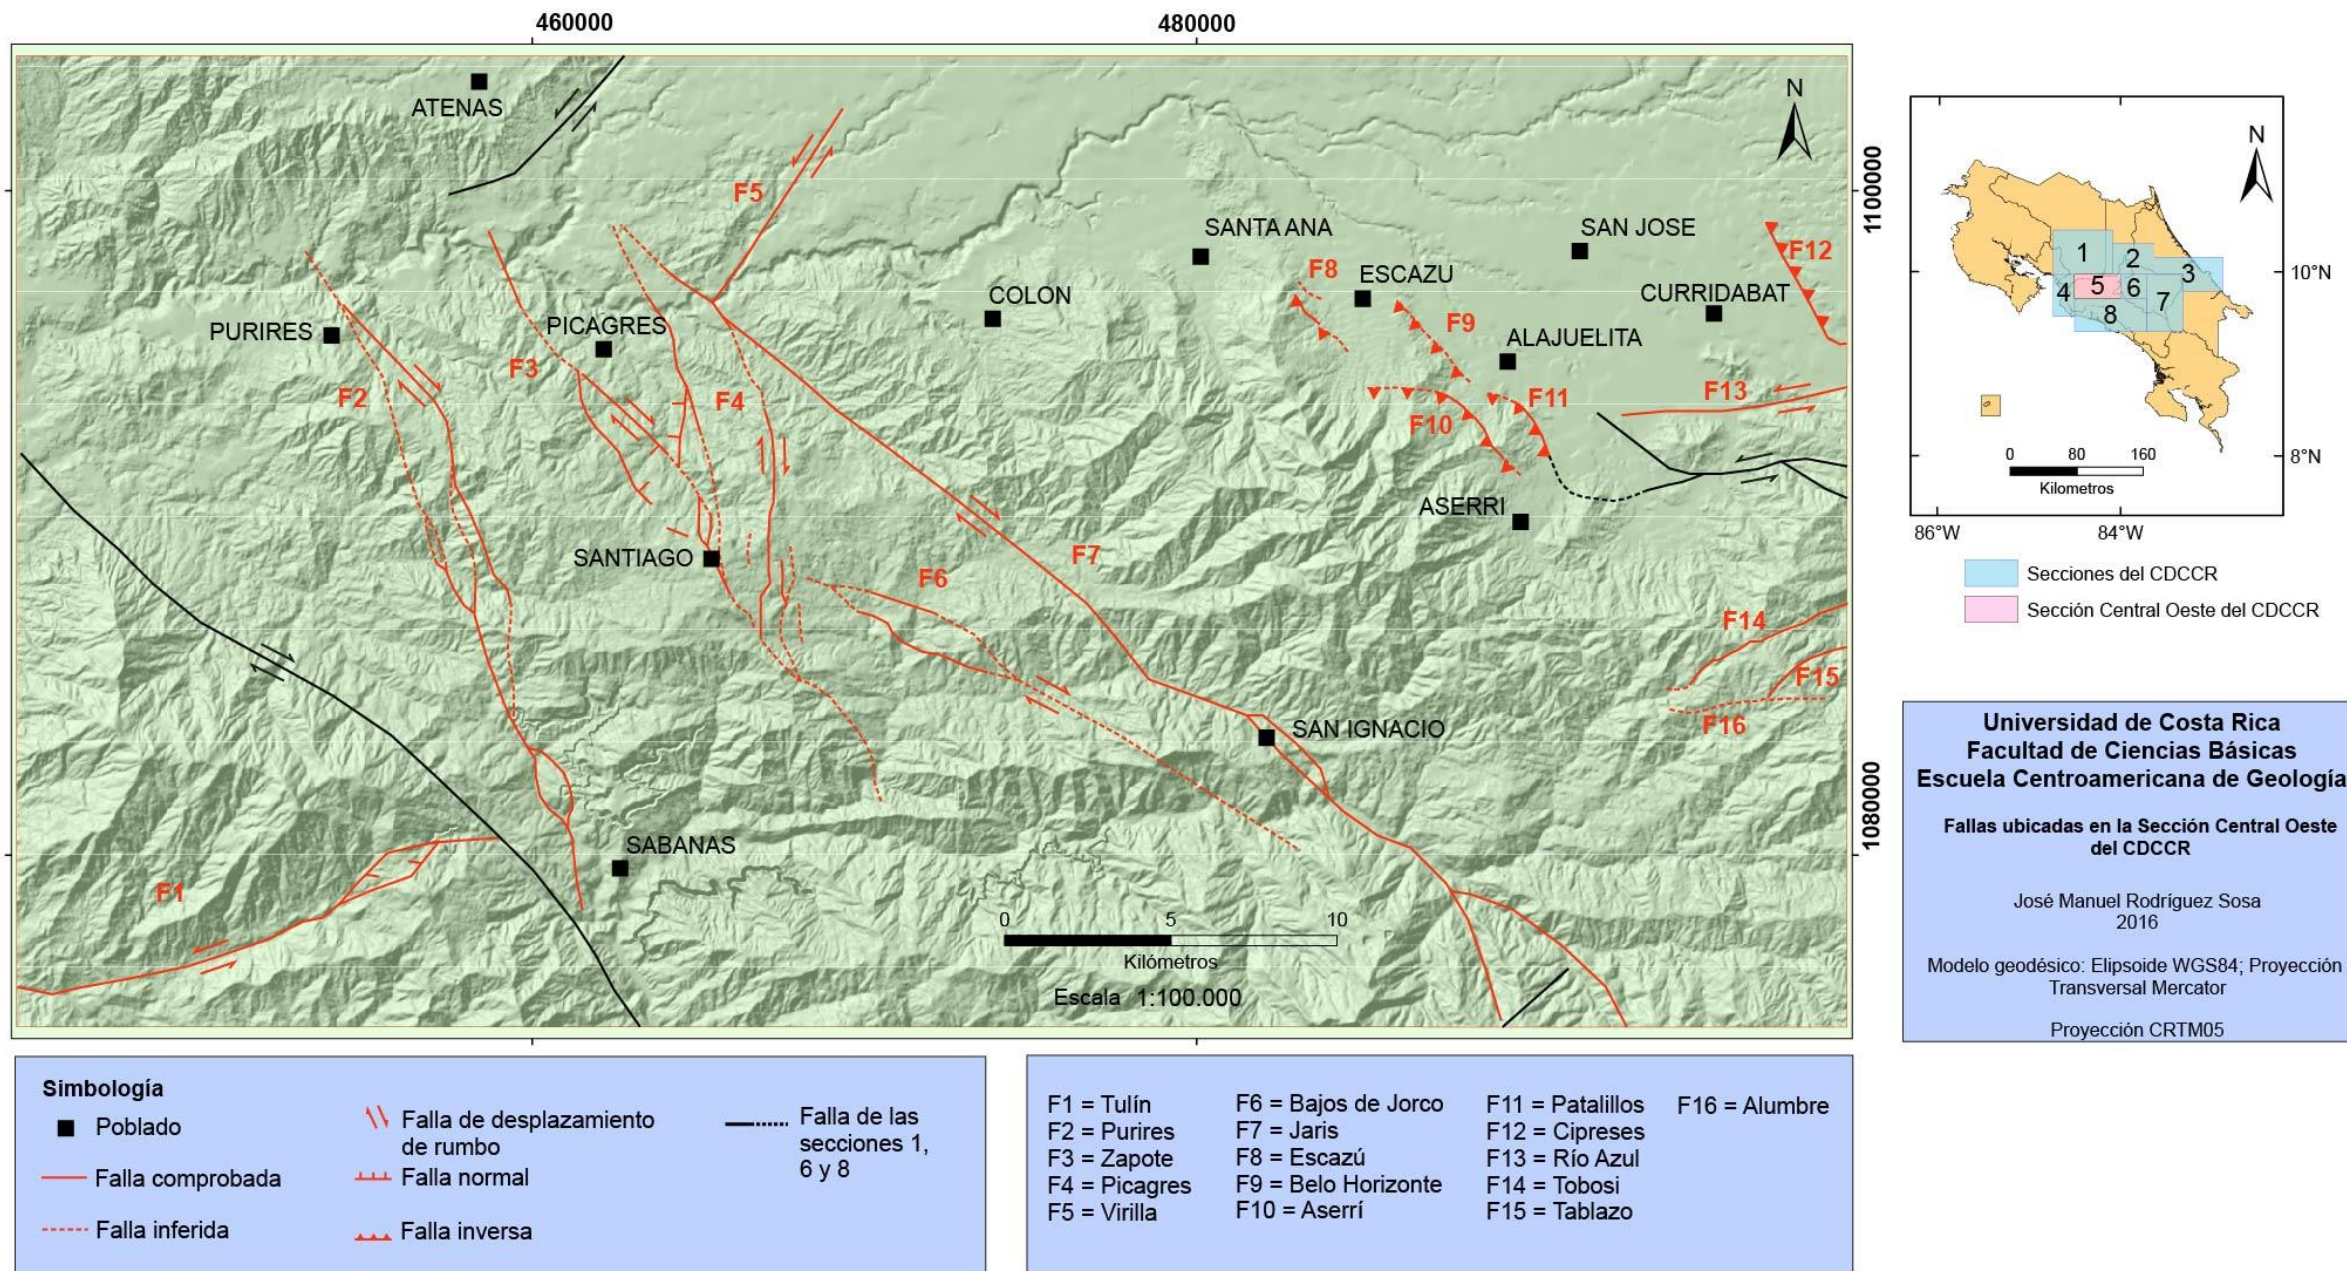 460000
480000
N
ATENAS
1100000
F5
SANTA ANA
SAN JOSE
F12
F8
ESCAZU
COLON
CURRIDABAT
PURIRES
PICAGRES
F9
ALAJUELITA
F3
F2
F4
F13
F11
F10
ASERRI
SANTIAGO
F7
F6
F14
F15
F16
SAN IGNACIO
1080000
SABANAS
F1
0 5 10
Kilómetros
Escala 1:100.000
N
1
2
3
4
5
6
7
8
10°N
8°N
0 80 160
Kilometros
86°W
84°W
Secciones del CDCCR
Sección Central Oeste del CDCCR
Universidad de Costa Rica
Facultad de Ciencias Básicas
Escuela Centroamericana de Geología
Fallas ubicadas en la Sección Central Oeste
del CDCCR
José Manuel Rodríguez Sosa
2016
Modelo geodésico: Elipsoide WGS84; Proyección
Transversal Mercator
Proyección CRTM05
Simbología
Poblado
Falla comprobada
Falla inferida
Falla de desplazamiento
de rumbo
Falla normal
Falla inversa
Falla de las
secciones 1,
6 y 8
F1 = Tulín
F2 = Purires
F3 = Zapote
F4 = Picagres
F5 = Virilla
F6 = Bajos de Jorco
F7 = Jaris
F8 = Escazú
F9 = Belo Horizonte
F10 = Aserrí
F11 = Patalillos
F12 = Cipreses
F13 = Río Azul
F14 = Tobosi
F15 = Tablazo
F16 = Alumbre